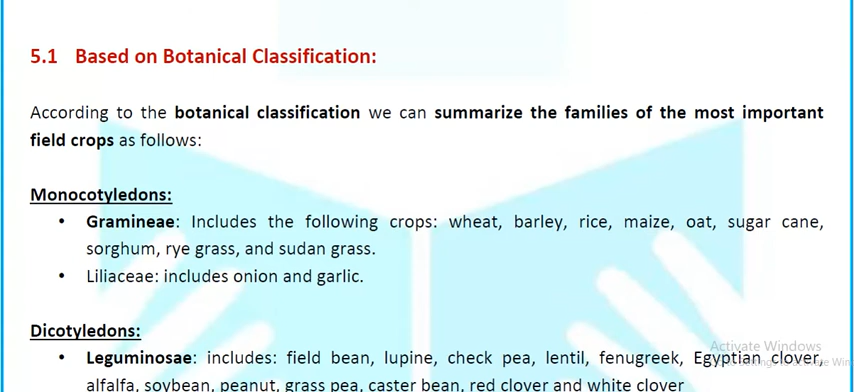 5.1 Based on Botanical Classification:
According to the botanical classification we can summarize the families of the most important
field crops as follows:
Monocotyledons:
• Gramineae: Includes the following crops: wheat, barley, rice, maize, oat, sugar cane,
sorghum, rye grass, and sudan grass.
• Liliaceae: includes onion and garlic.
Dicotyledons:
Activate Windows
• Leguminosae: includes: field bean, lupine, check pea, lentil, fenugreek, Egyptian clover,
alfalfa, soybean, peanut, grass pea, caster bean, red clover and white clover